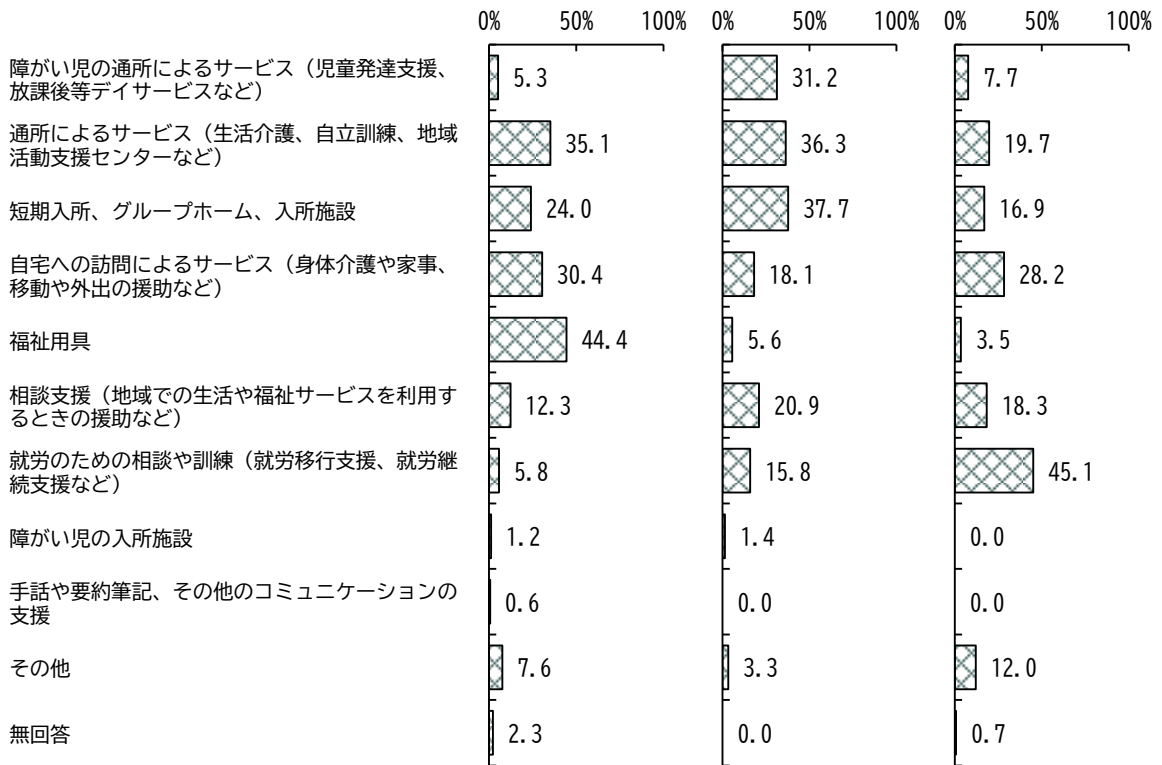 0% 50% 100% 0% 50% 100% 0% 50% 100%
障がい児の通所によるサービス（児童発達支援、
放課後等デイサービスなど）
5.3 31.2 7.7
通所によるサービス（生活介護、自立訓練、地域
活動支援センターなど）
35.1 36.3 19.7
短期入所、グループホーム、入所施設
24.0 37.7 16.9
自宅への訪問によるサービス（身体介護や家事、
移動や外出の援助など）
30.4 18.1 28.2
福祉用具
44.4 5.6 3.5
相談支援（地域での生活や福祉サービスを利用す
るときの援助など）
12.3 20.9 18.3
就労のための相談や訓練（就労移行支援、就労継
続支援など）
5.8 15.8 45.1
障がい児の入所施設
1.2 1.4 0.0
手話や要約筆記、その他のコミュニケーションの
支援
0.6 0.0 0.0
その他
7.6 3.3 12.0
無回答
2.3 0.0 0.7